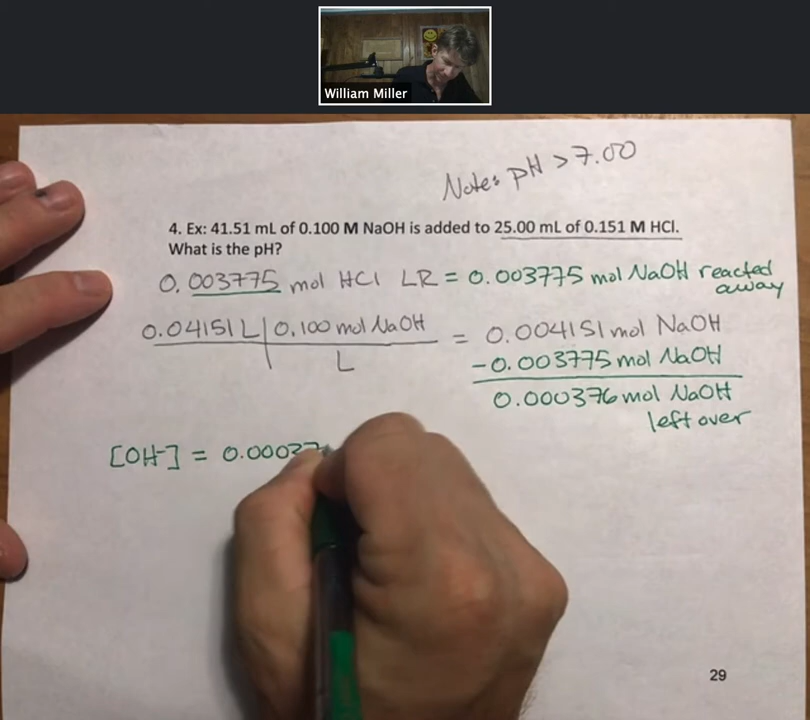 William Miller
Note: pH > 7.00
4. Ex: 41.51 mL of 0.100 M NaOH is added to 25.00 mL of 0.151 M HCl.
What is the pH?
0.003775 mol HCl LR = 0.003775 mol NaOH reacted
away
0.04151 L | 0.100 mol NaOH = 0.004151 mol NaOH
L
-0.003775 mol NaOH
0.000376 mol NaOH
left over
[OH-] = 0.00037
29